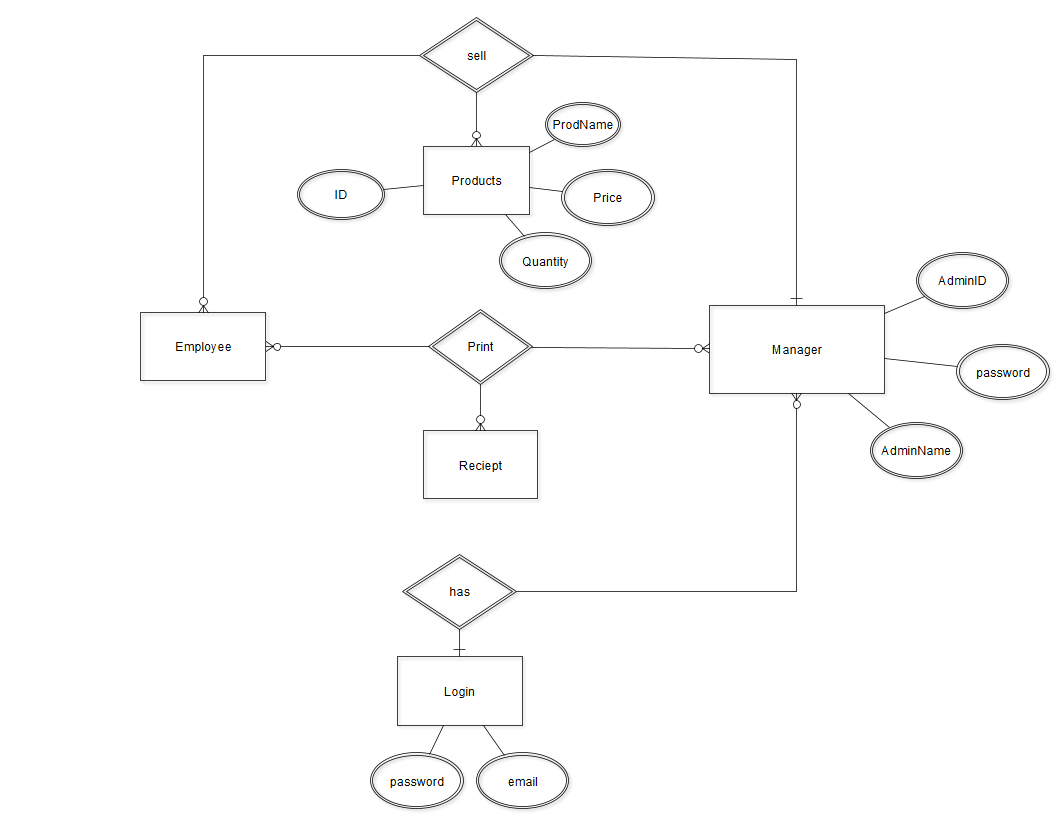 sell
ProdName
Products
ID
Price
Quantity
AdminID
Employee
Print
Manager
password
AdminName
Reciept
has
Login
password
email